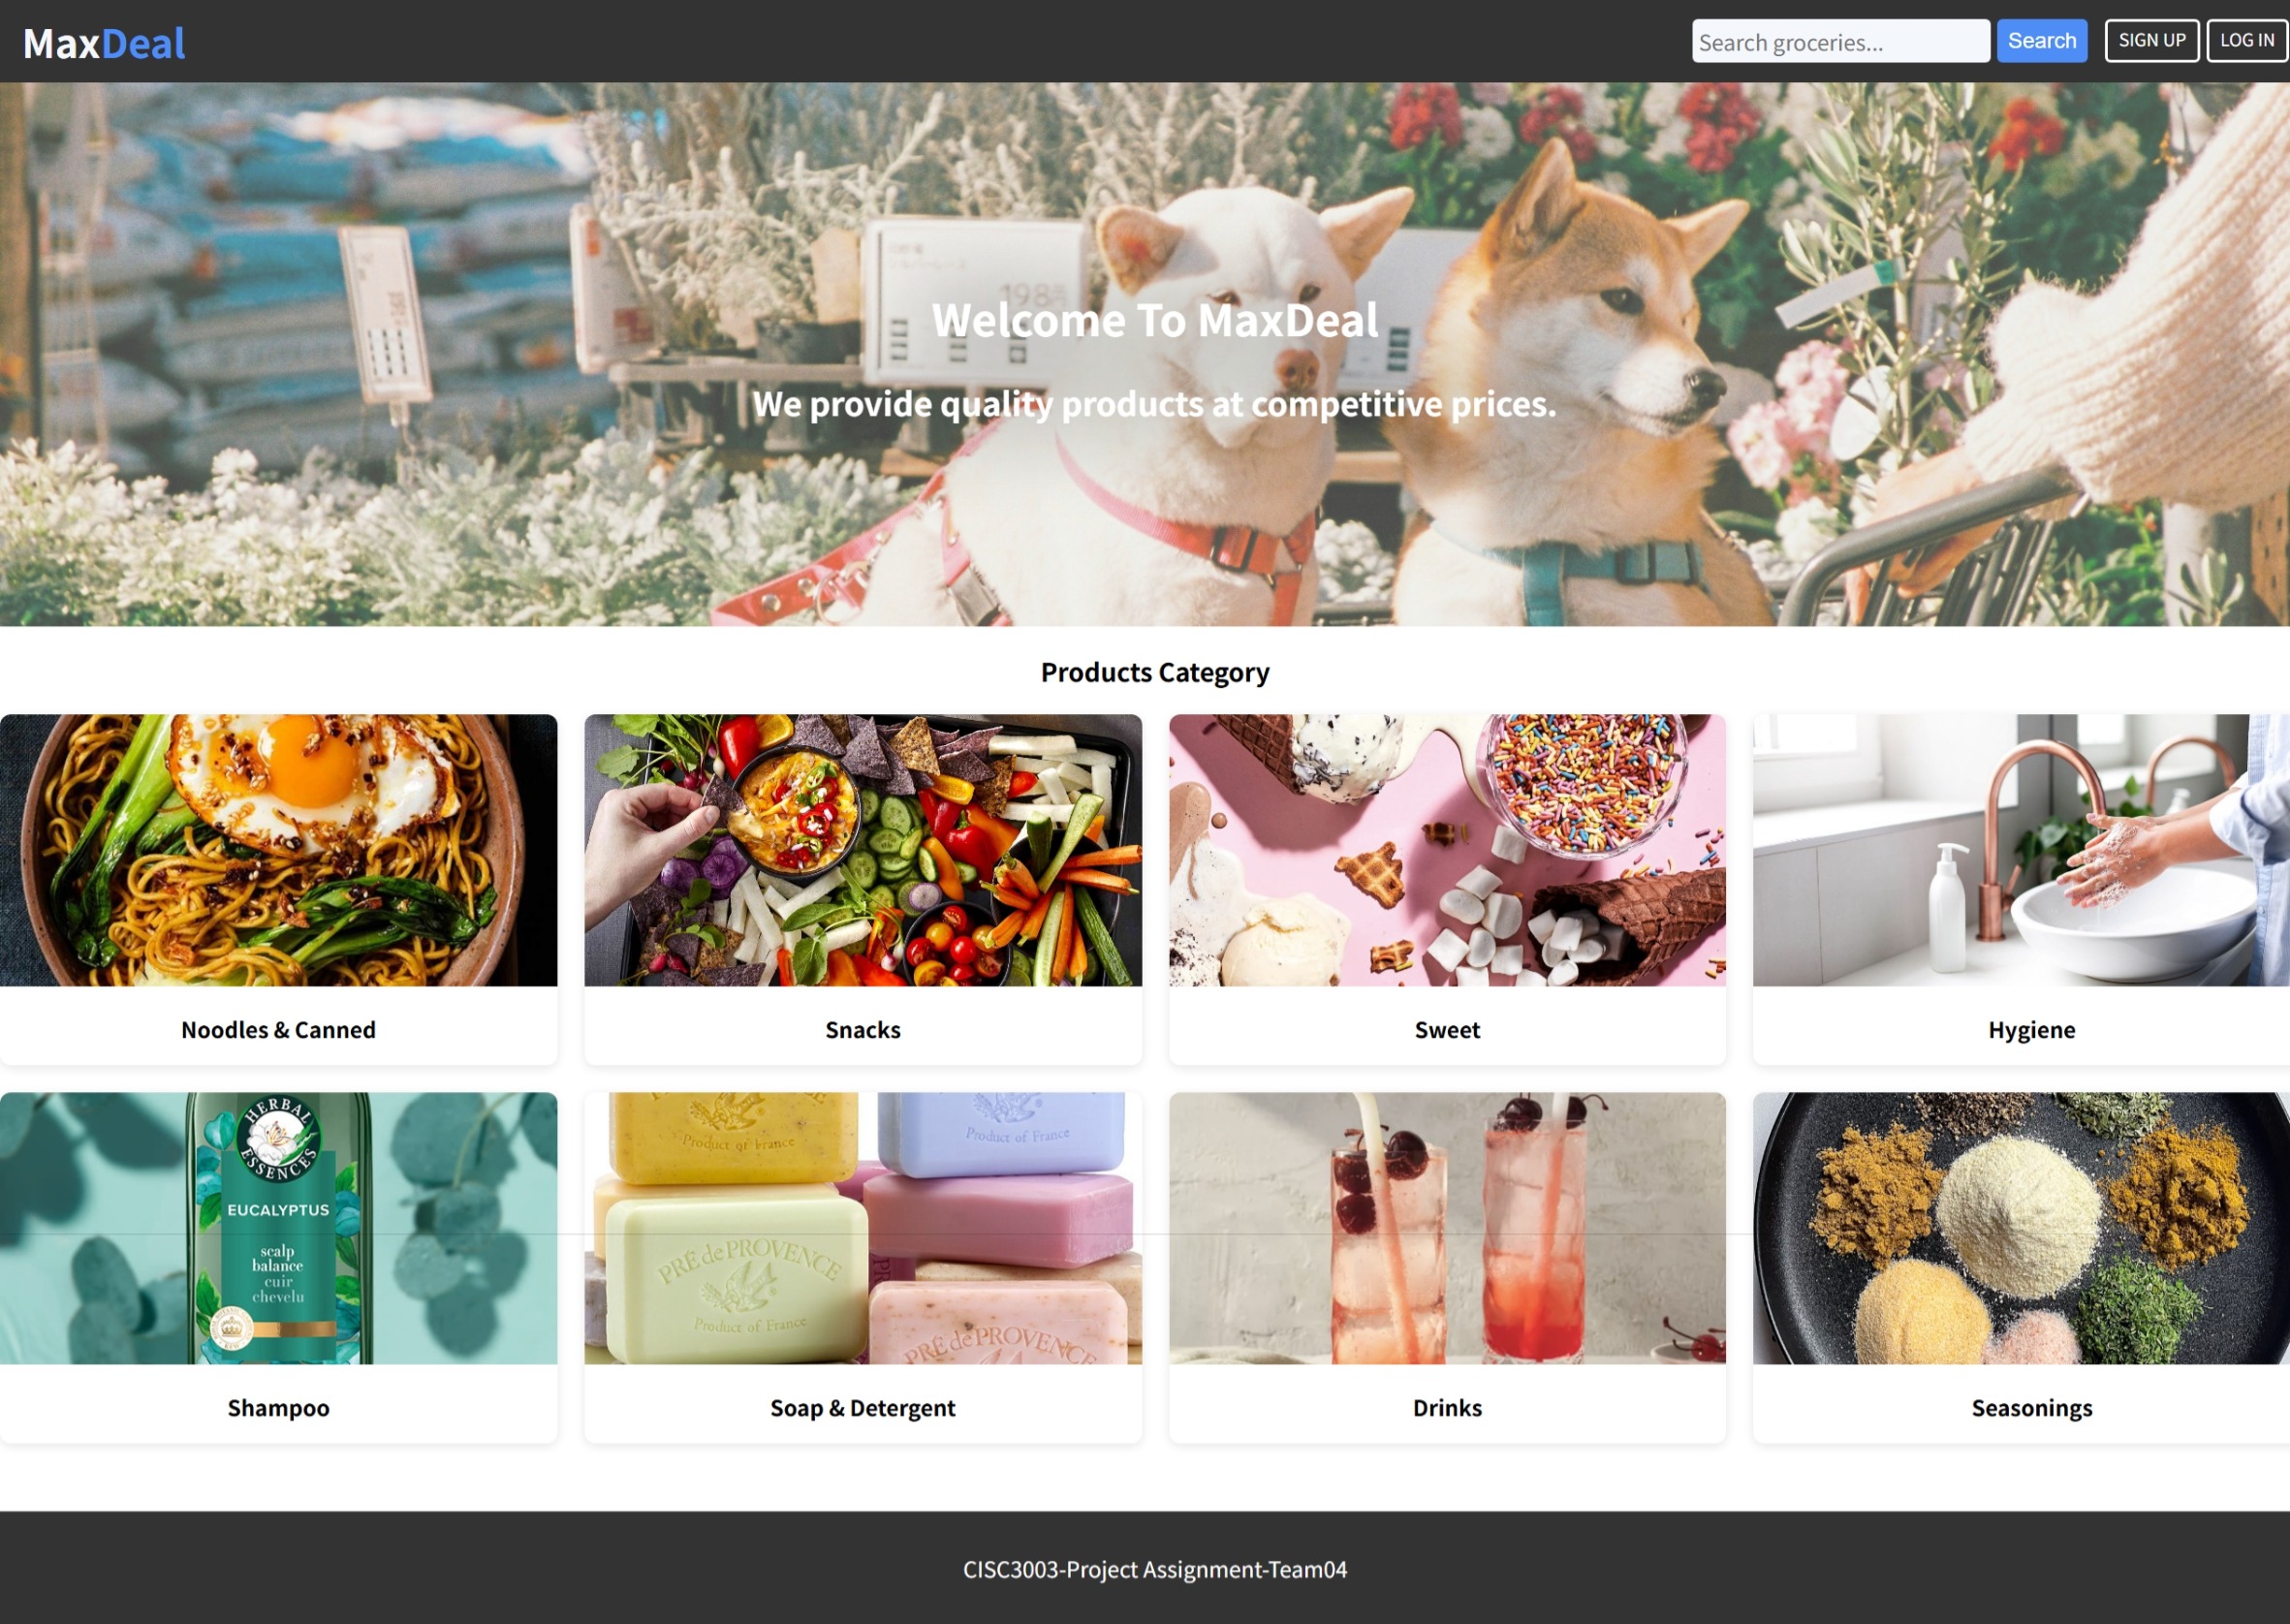 MaxDeal
Search groceries...
Search
SIGN UP
LOG IN
198
Welcome To MaxDeal
We provide quality products at competitive prices.
Products Category
Noodles & Canned
Snacks
Sweet
Hygiene
HERBAL
ESSENCES
EUCALYPTUS
scalp
balance
cuir
chevelu
Product of France
Product of France
PRÉ de PROVENCE
Product of France
PRÉ de PROVENCE
Shampoo
Soap & Detergent
Drinks
Seasonings
CISC3003-Project Assignment-Team04